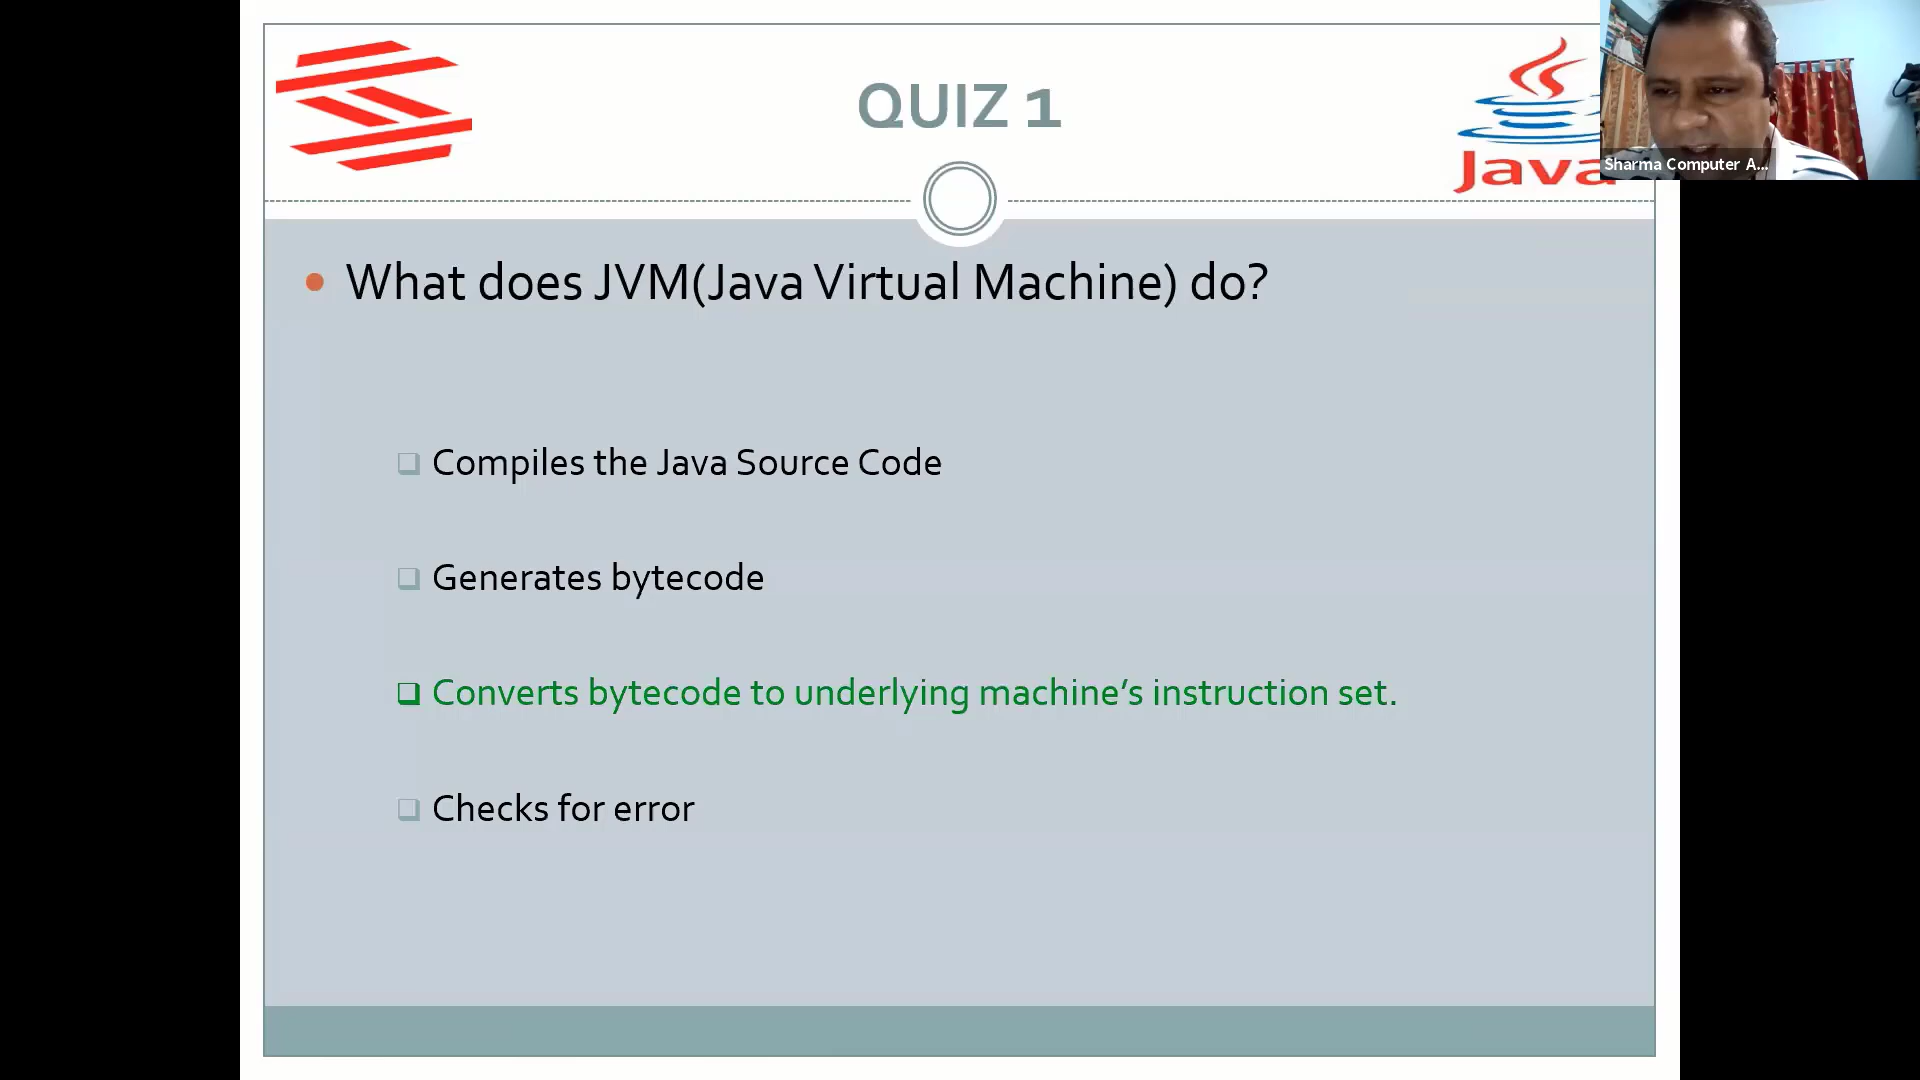 QUIZ 1
Java
Sharma Computer A...
What does JVM(Java Virtual Machine) do?
Compiles the Java Source Code
Generates bytecode
Converts bytecode to underlying machine’s instruction set.
Checks for error